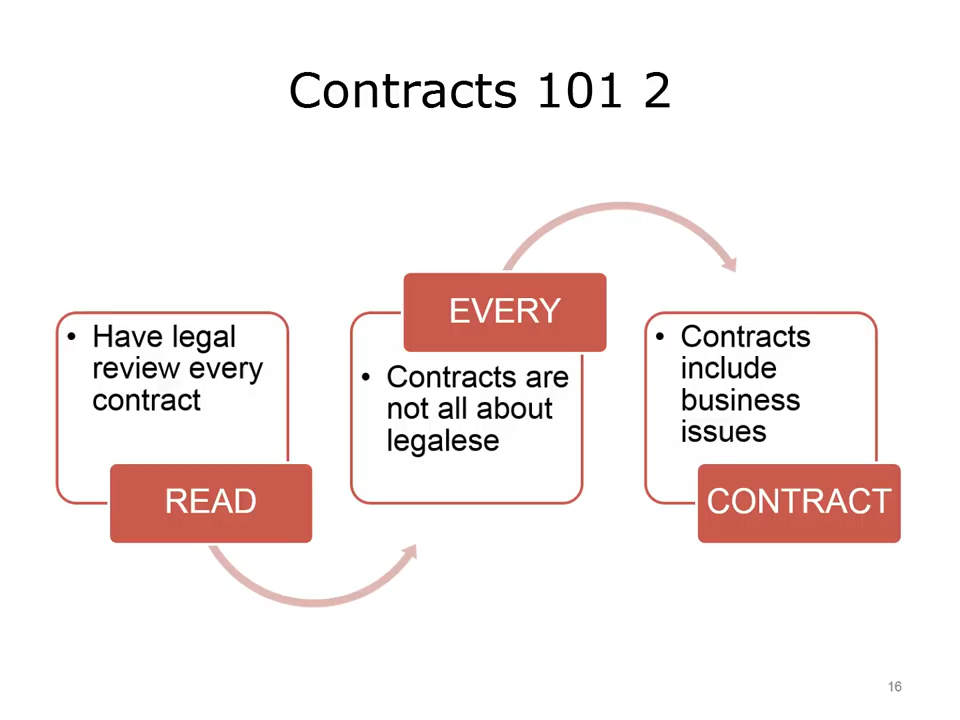 Contracts 101 2
• Have legal
review every
contract
READ
EVERY
• Contracts are
not all about
legalese
• Contracts
include
business
issues
CONTRACT
16